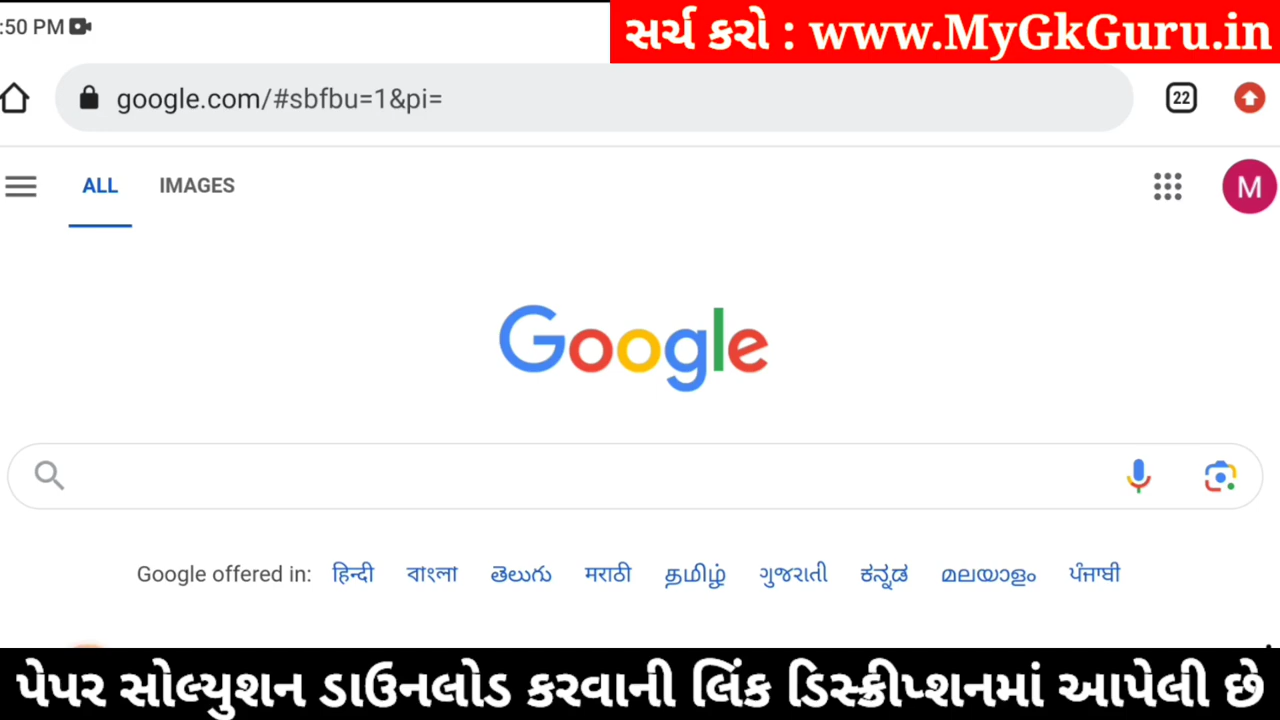 :50 PM
સર્ચ કરો : www.MyGkGuru.in
google.com/#sbfbu=1&pi=
22
ALL IMAGES
M
Google
Google offered in: हिन्दी বাংলা తెలుగు मराठी தமிழ் ગુજરાતી ಕನ್ನಡ മലയാളം ਪੰਜਾਬੀ
પેપર સોલ્યુશન ડાઉનલોડ કરવાની લિંક ડિસ્ક્રીપ્શનમાં આપેલી છે